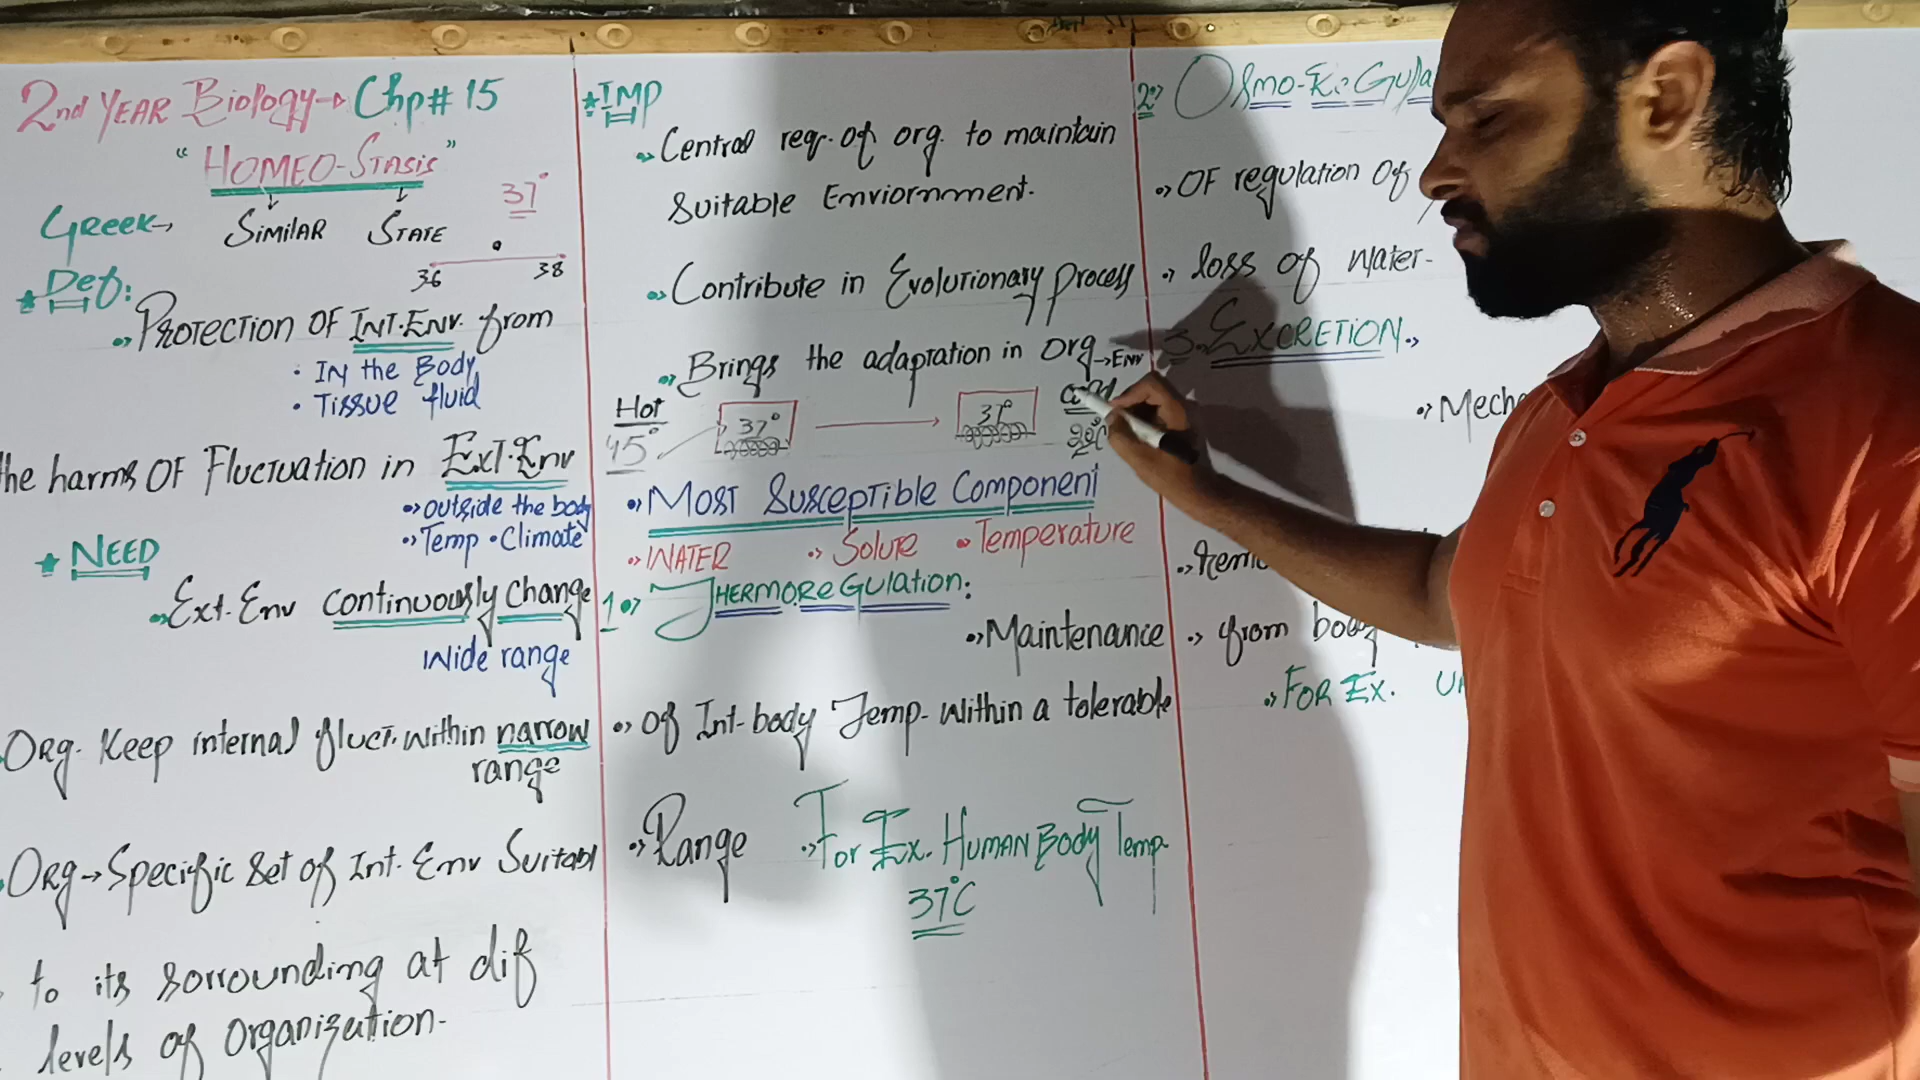 2nd YEAR Biology → Chp# 15
"HOMEO-STASIS"
Greek → SIMILAR STATE
37°
36 38
* Def:
PROTECTION OF INT. ENV. from
• IN the Body
• Tissue fluid
the harms OF Fluctuation in Ext. Env
outside the body
Temp • Climate
* NEED
Ext. Env continuously change
Wide range
Org. Keep internal fluct. within narrow
range
Org → Specific Set of Int. Env Suitabl
to its sorrounding at dif
levels of organization.
* IMP
Central reqr. of org. to maintain
Suitable Enviornment.
Contribute in Evolutionary process
Brings the adaptation in org → ENV
Hot 37° 37° Cold
45° 20°C
MOST SUSCEPTIBLE COMPONENT
WATER Solute Temperature
1 THERMOREGULATION:
Maintenance
of Int-body Temp. within a tolerable
Range For Ex. HUMAN BODY Temp.
37°C
2 OSMO-REGULA
OF regulation of
loss of water-
3. EXCRETION
Mecha
from body
FOR EX.